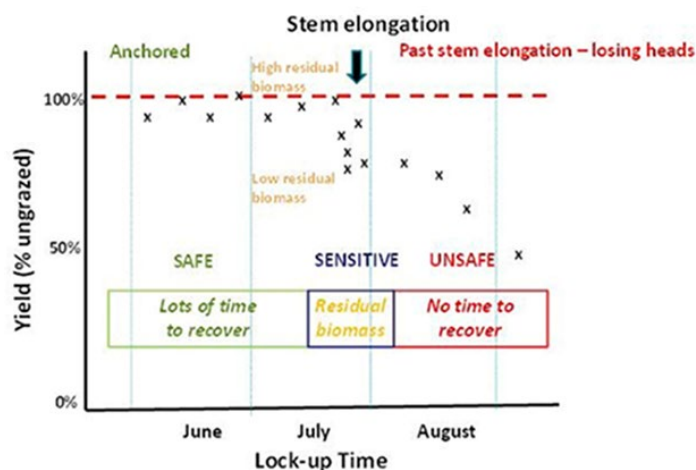 Stem elongation
Anchored
Past stem elongation – losing heads
High residual
biomass
100%
Low residual
biomass
Yield (% ungrazed)
50%
SAFE
SENSITIVE
UNSAFE
Lots of time
to recover
Residual
biomass
No time to
recover
0%
June
July
August
Lock-up Time